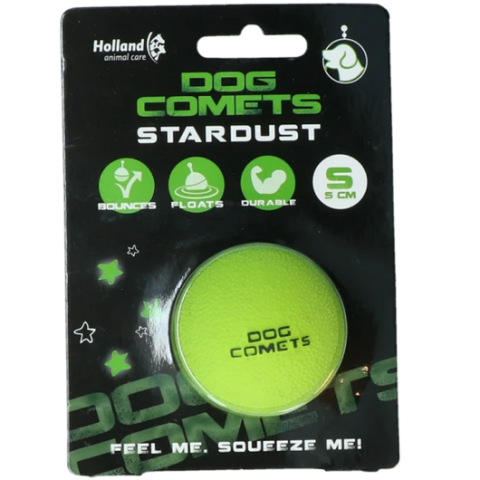 Holland
animal care
DOG
COMETS
STARDUST
BOUNCES
FLOATS
DURABLE
S
5 CM
DOG
COMETS
DOG COMETS
COMETS
FEEL ME. SQUEEZE ME!